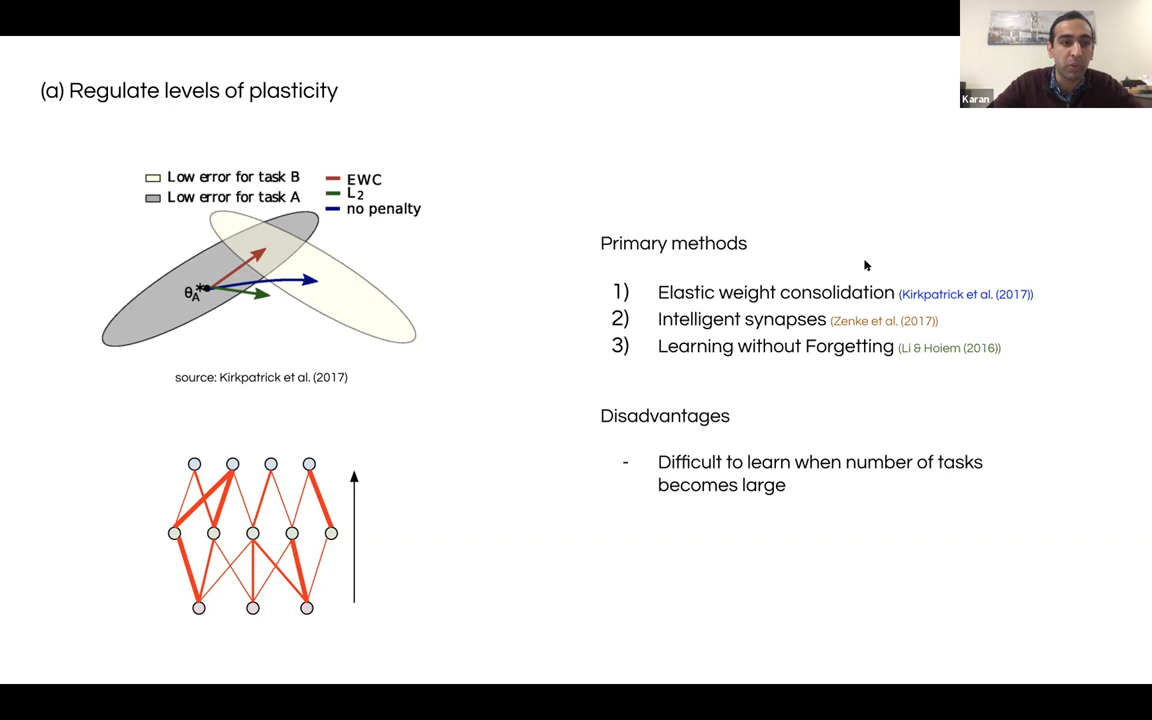 Karan
(a) Regulate levels of plasticity
Low error for task B
Low error for task A
EWC
L2
no penalty
θA*
source: Kirkpatrick et al. (2017)
Primary methods
1) Elastic weight consolidation (Kirkpatrick et al. (2017))
2) Intelligent synapses (Zenke et al. (2017))
3) Learning without Forgetting (Li & Hoiem (2016))
Disadvantages
- Difficult to learn when number of tasks
becomes large